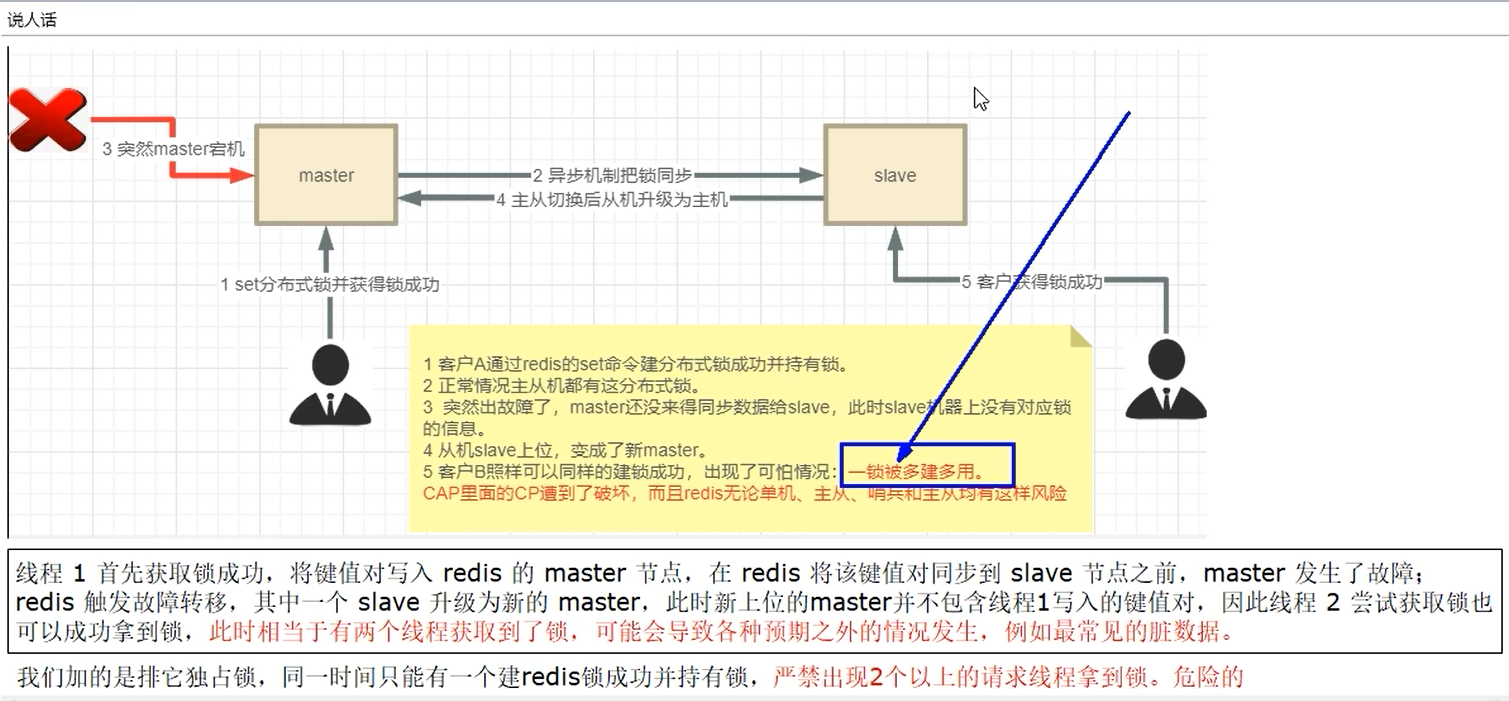 说人话
3 突然master宕机
master
2 异步机制把锁同步
4 主从切换后从机升级为主机
slave
1 set分布式锁并获得锁成功
5 客户获得锁成功
1 客户A通过redis的set命令建分布式锁成功并持有锁。
2 正常情况主从机都有这分布式锁。
3 突然出故障了，master还没来得同步数据给slave，此时slave机器上没有对应锁
的信息。
4 从机slave上位，变成了新master。
5 客户B照样可以同样的建锁成功，出现了可怕情况：一锁被多建多用。
CAP里面的CP遭到了破坏，而且redis无论单机、主从、哨兵和主从均有这样风险
线程 1 首先获取锁成功，将键值对写入 redis 的 master 节点，在 redis 将该键值对同步到 slave 节点之前，master 发生了故障；
redis 触发故障转移，其中一个 slave 升级为新的 master，此时新上位的master并不包含线程1写入的键值对，因此线程 2 尝试获取锁也
可以成功拿到锁，此时相当于有两个线程获取到了锁，可能会导致各种预期之外的情况发生，例如最常见的脏数据。
我们加的是排它独占锁，同一时间只能有一个建redis锁成功并持有锁，严禁出现2个以上的请求线程拿到锁。危险的